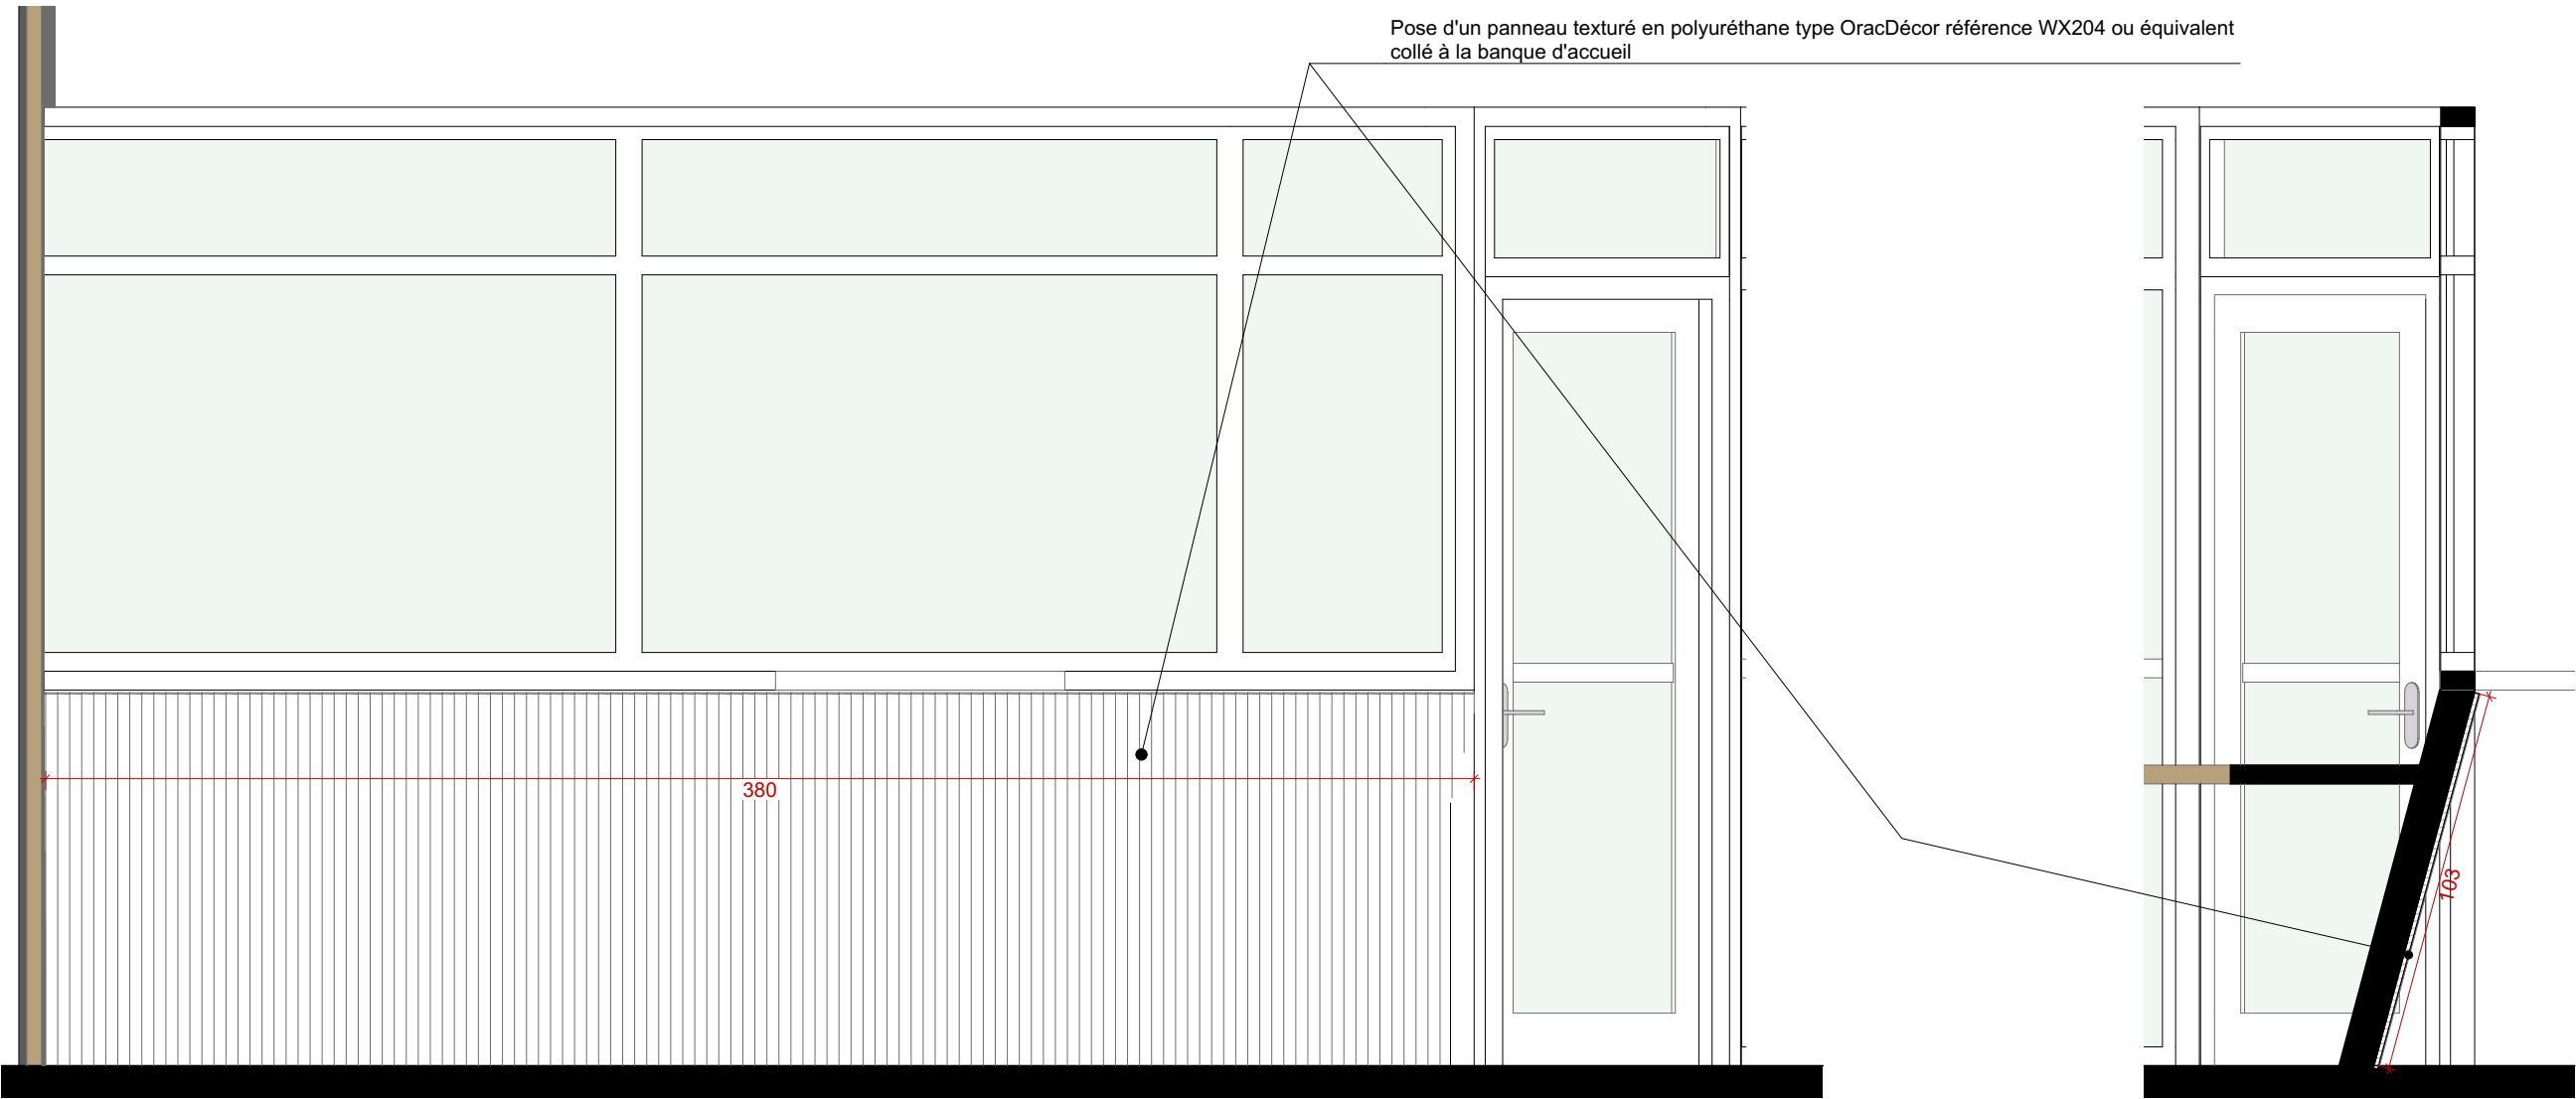 Pose d'un panneau texturé en polyuréthane type OracDécor référence WX204 ou équivalent
collé à la banque d'accueil
380
103